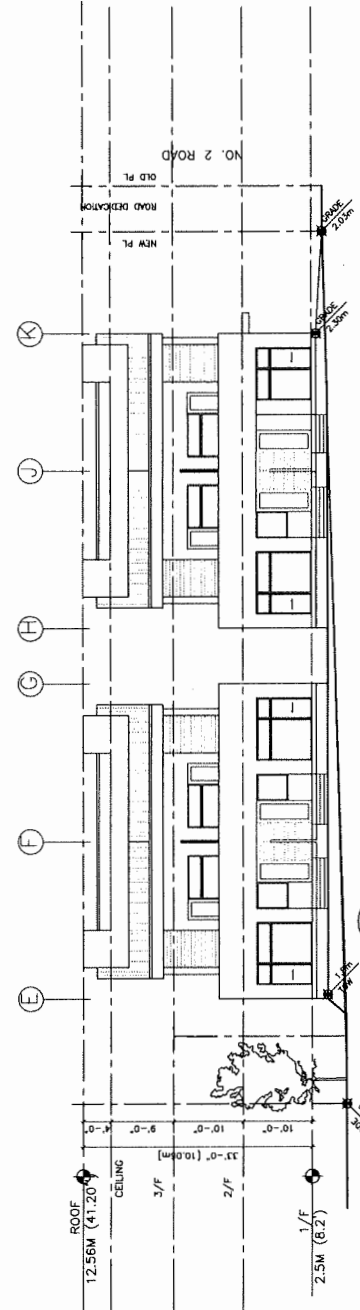 NO. 2 ROAD
OLD PL
ROAD DEDICATION
NEW PL
GRADE
2.03m
GRADE
2.30m
K
J
H
G
F
E
TOW
4'-0"
9'-0"
10'-0"
10'-0"
33'-0" [10.06m]
ROOF
12.56M (41.20')
CEILING
3/F
2/F
1/F
2.5M (8.2')